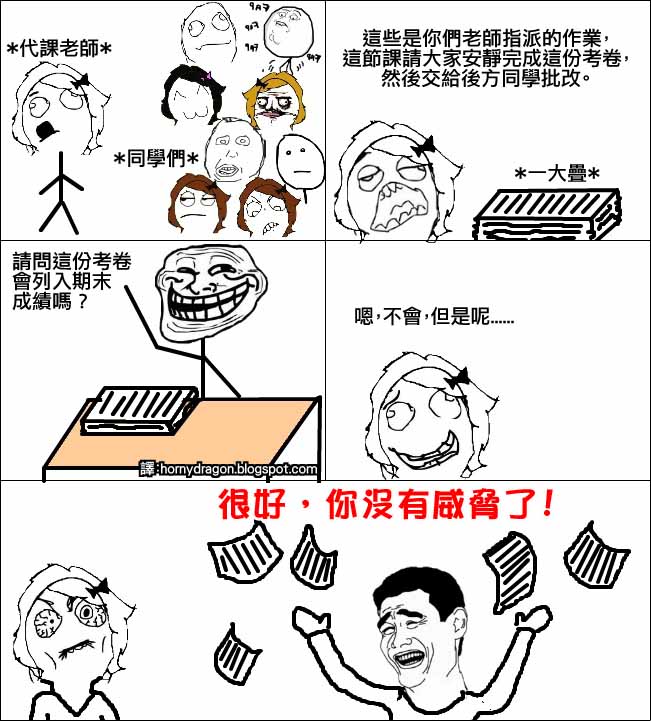 *代課老師*
9A7
9A7
9A7
9A7
*同學們*
這些是你們老師指派的作業,
這節課請大家安靜完成這份考卷,
然後交給後方同學批改。
*一大疊*
請問這份考卷
會列入期末
成績嗎？
譯:hornydragon.blogspot.com
嗯,不會,但是呢......
很好，你沒有威脅了!